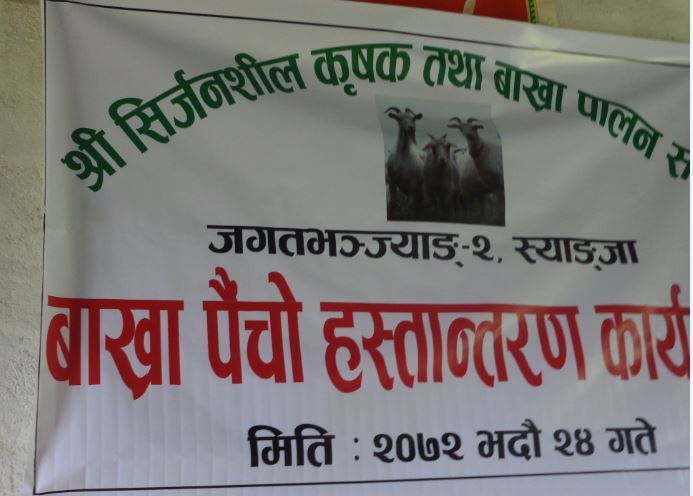 श्री सिर्जनशील कृषक तथा बाख्रा पालन स
जगतभञ्ज्याङ्-२, स्याङ्जा
बाख्रा पैंचो हस्तान्तरण कार्य
मिति : २०७२ भदौ २४ गते